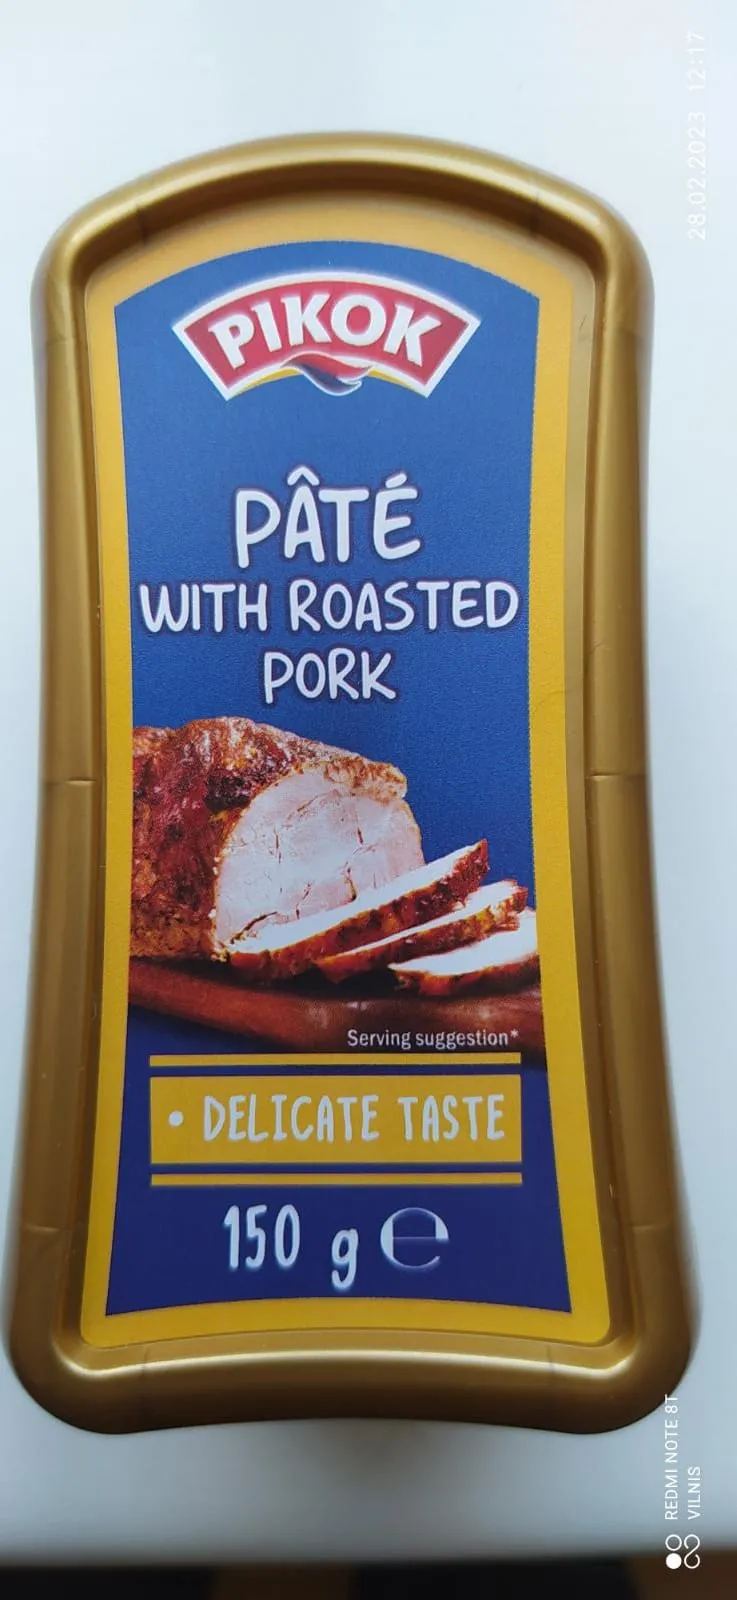 PIKOK
PÂTÉ
WITH ROASTED
PORK
Serving suggestion*
• DELICATE TASTE
150 g ℮
28.02.2023 12:17
REDMI NOTE 8T
VILNIS